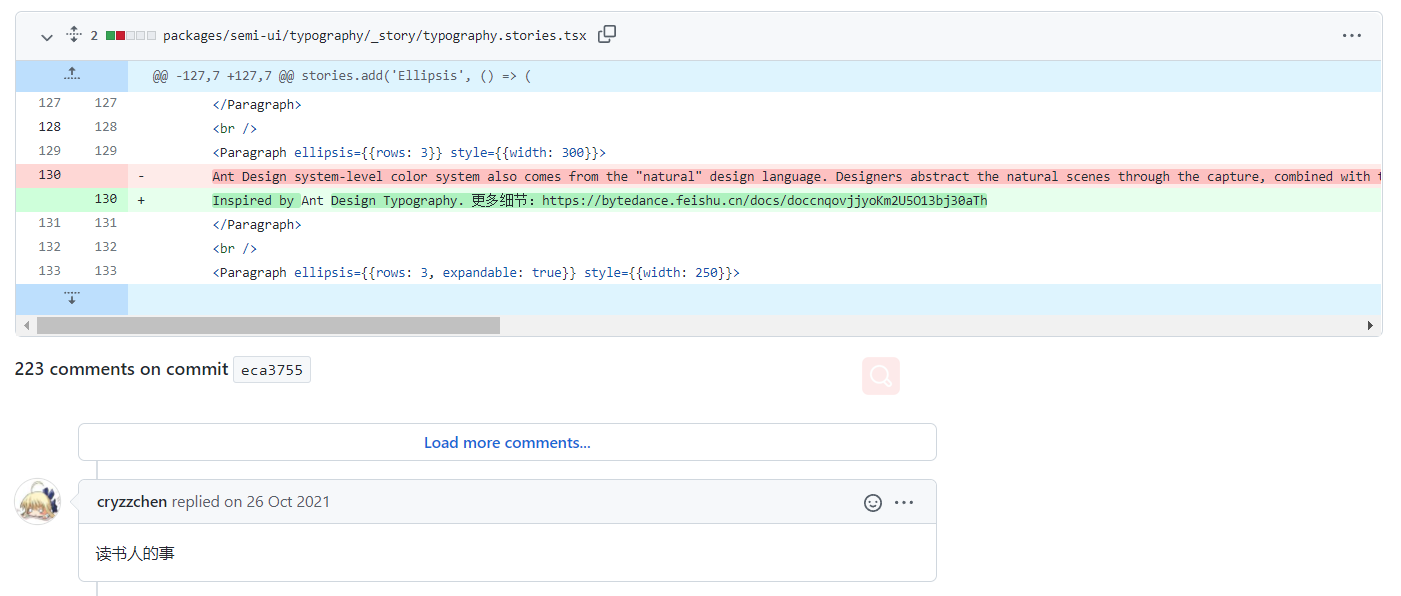 2 packages/semi-ui/typography/_story/typography.stories.tsx
@@ -127,7 +127,7 @@ stories.add('Ellipsis', () => (
127 127 </Paragraph>
128 128 <br />
129 129 <Paragraph ellipsis={{rows: 3}} style={{width: 300}}>
130 - Ant Design system-level color system also comes from the "natural" design language. Designers abstract the natural scenes through the capture, combined with t
130 + Inspired by Ant Design Typography. 更多细节：https://bytedance.feishu.cn/docs/doccnqovjjyoKm2U5O13bj30aTh
131 131 </Paragraph>
132 132 <br />
133 133 <Paragraph ellipsis={{rows: 3, expandable: true}} style={{width: 250}}>
223 comments on commit eca3755
Load more comments...
cryzzchen replied on 26 Oct 2021
读书人的事